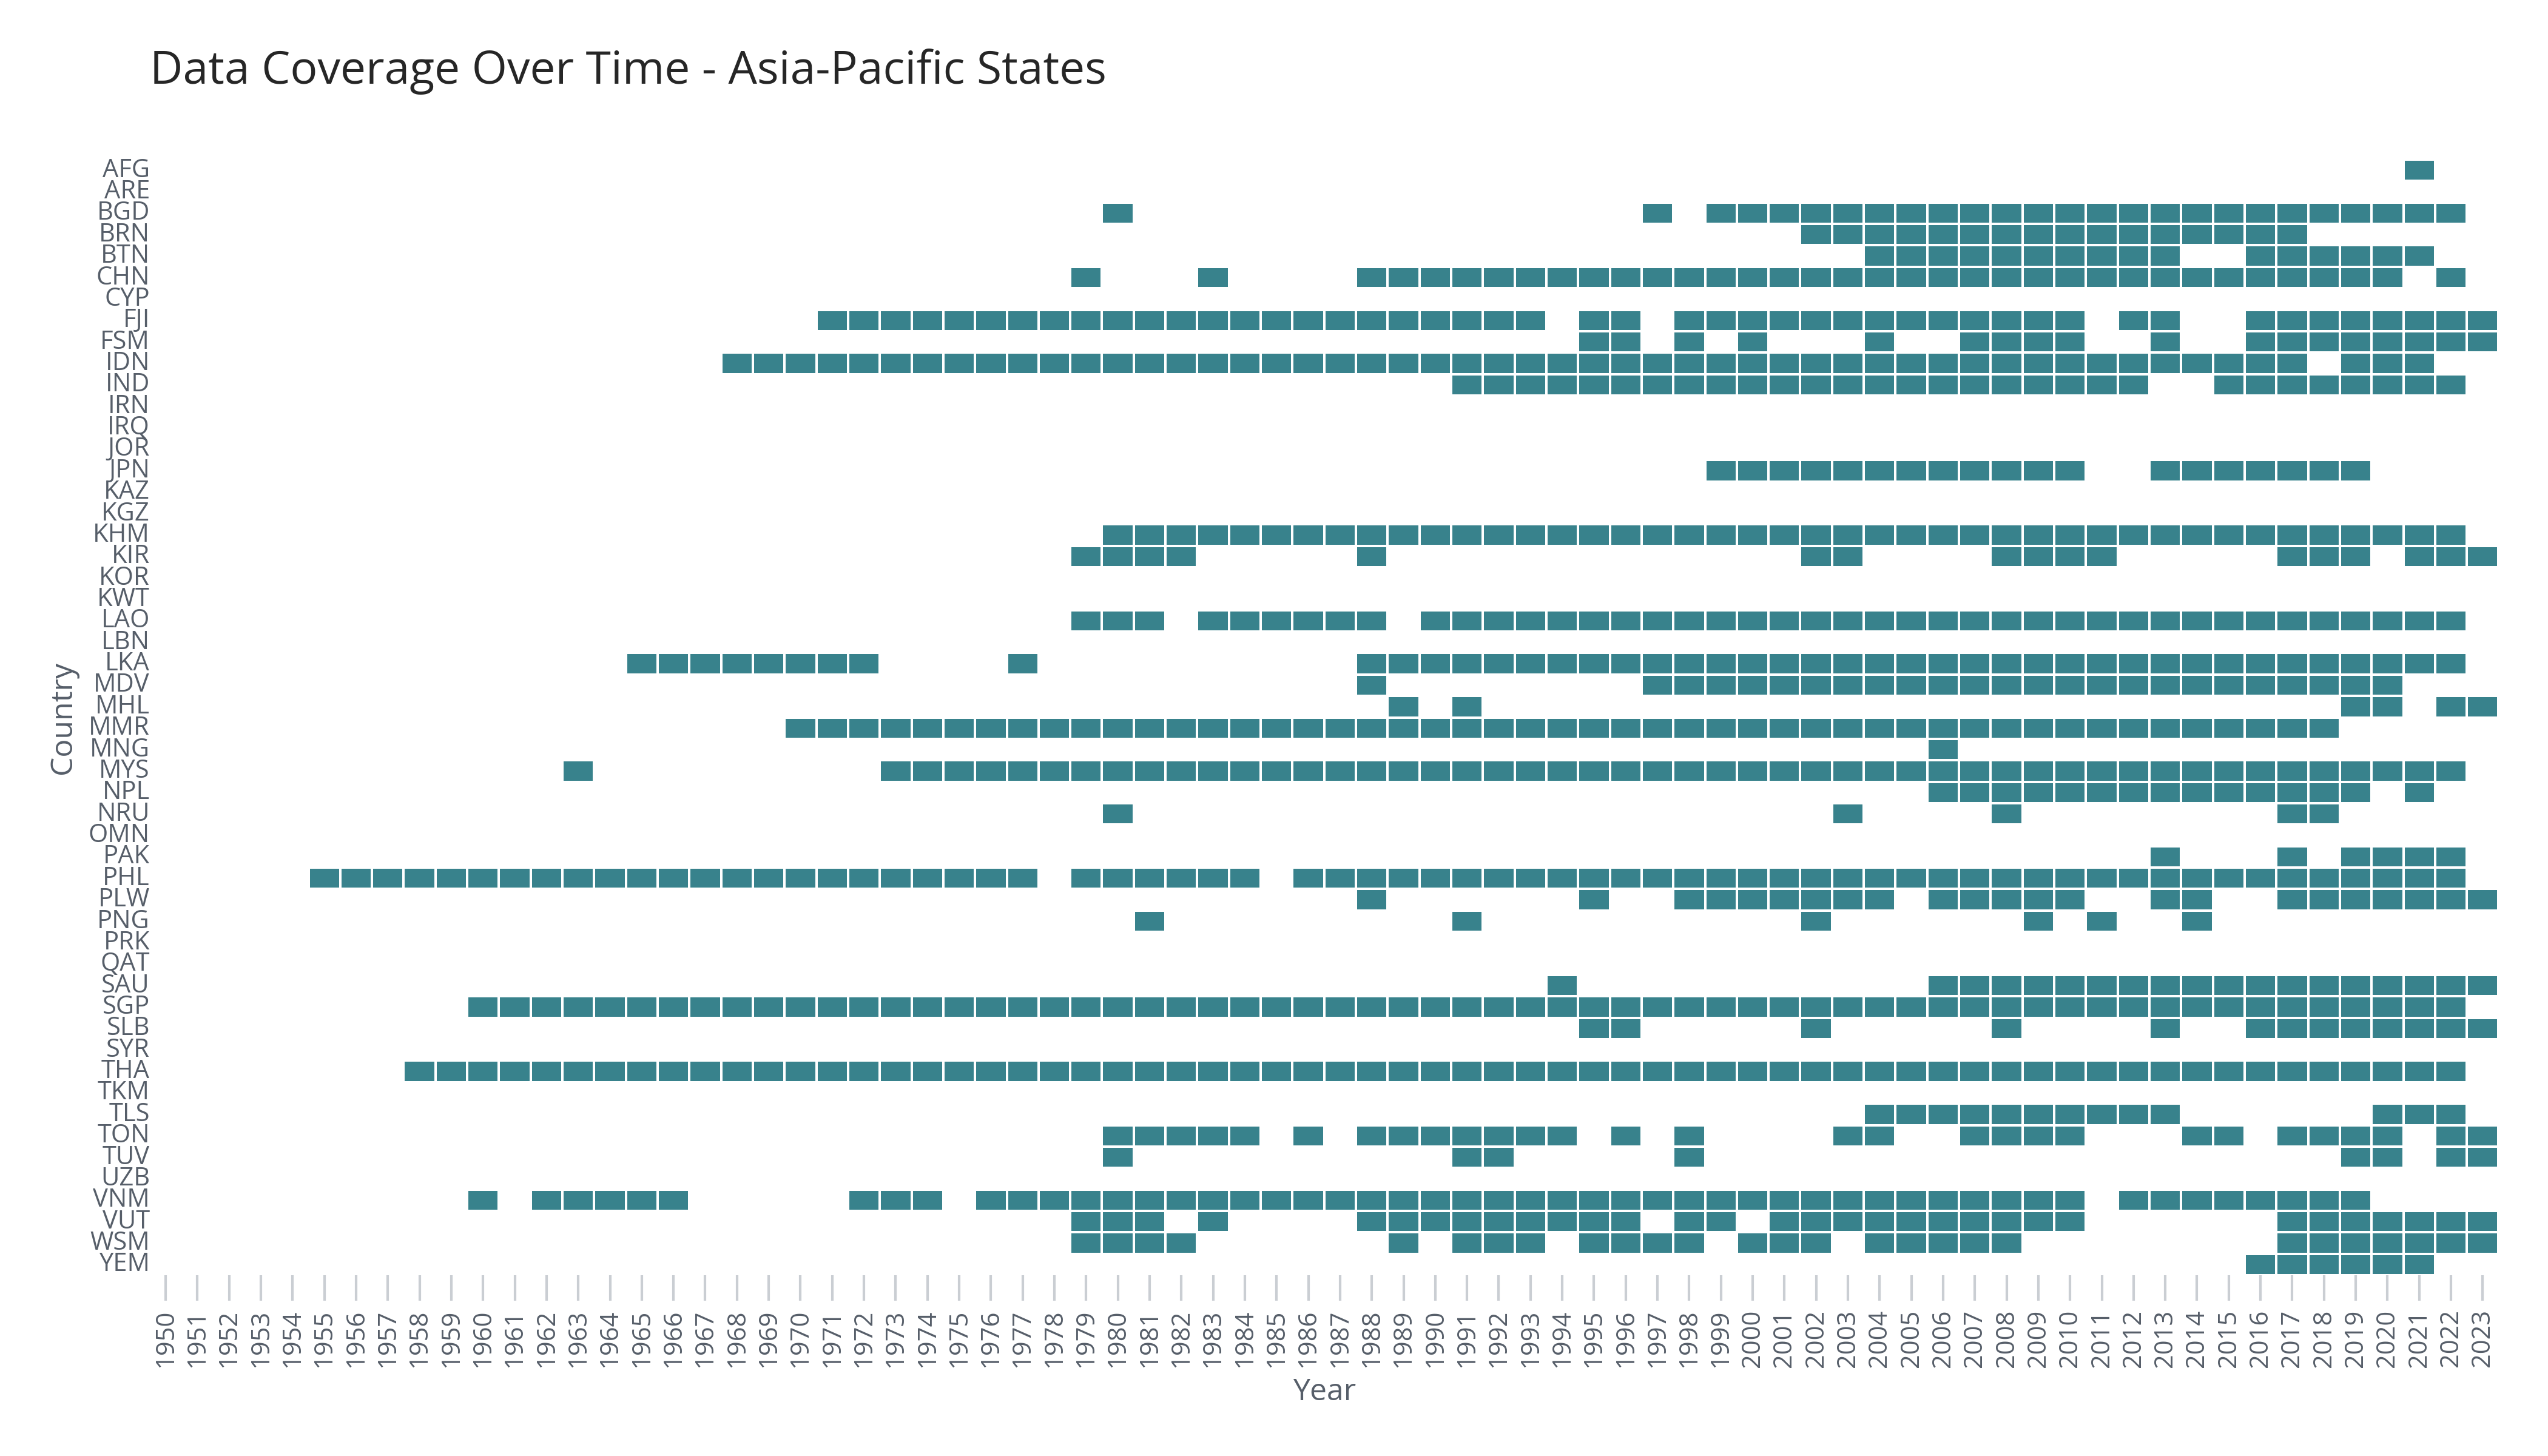 Data Coverage Over Time - Asia-Pacific States
AFG
ARE
BGD
BRN
BTN
CHN
CYP
FJI
FSM
IDN
IND
IRN
IRQ
JOR
JPN
KAZ
KGZ
KHM
KIR
KOR
KWT
LAO
LBN
LKA
MDV
MHL
MMR
MNG
MYS
NPL
NRU
OMN
PAK
PHL
PLW
PNG
PRK
QAT
SAU
SGP
SLB
SYR
THA
TKM
TLS
TON
TUV
UZB
VNM
VUT
WSM
YEM
Country
1950
1951
1952
1953
1954
1955
1956
1957
1958
1959
1960
1961
1962
1963
1964
1965
1966
1967
1968
1969
1970
1971
1972
1973
1974
1975
1976
1977
1978
1979
1980
1981
1982
1983
1984
1985
1986
1987
1988
1989
1990
1991
1992
1993
1994
1995
1996
1997
1998
1999
2000
2001
2002
2003
2004
2005
2006
2007
2008
2009
2010
2011
2012
2013
2014
2015
2016
2017
2018
2019
2020
2021
2022
2023
Year